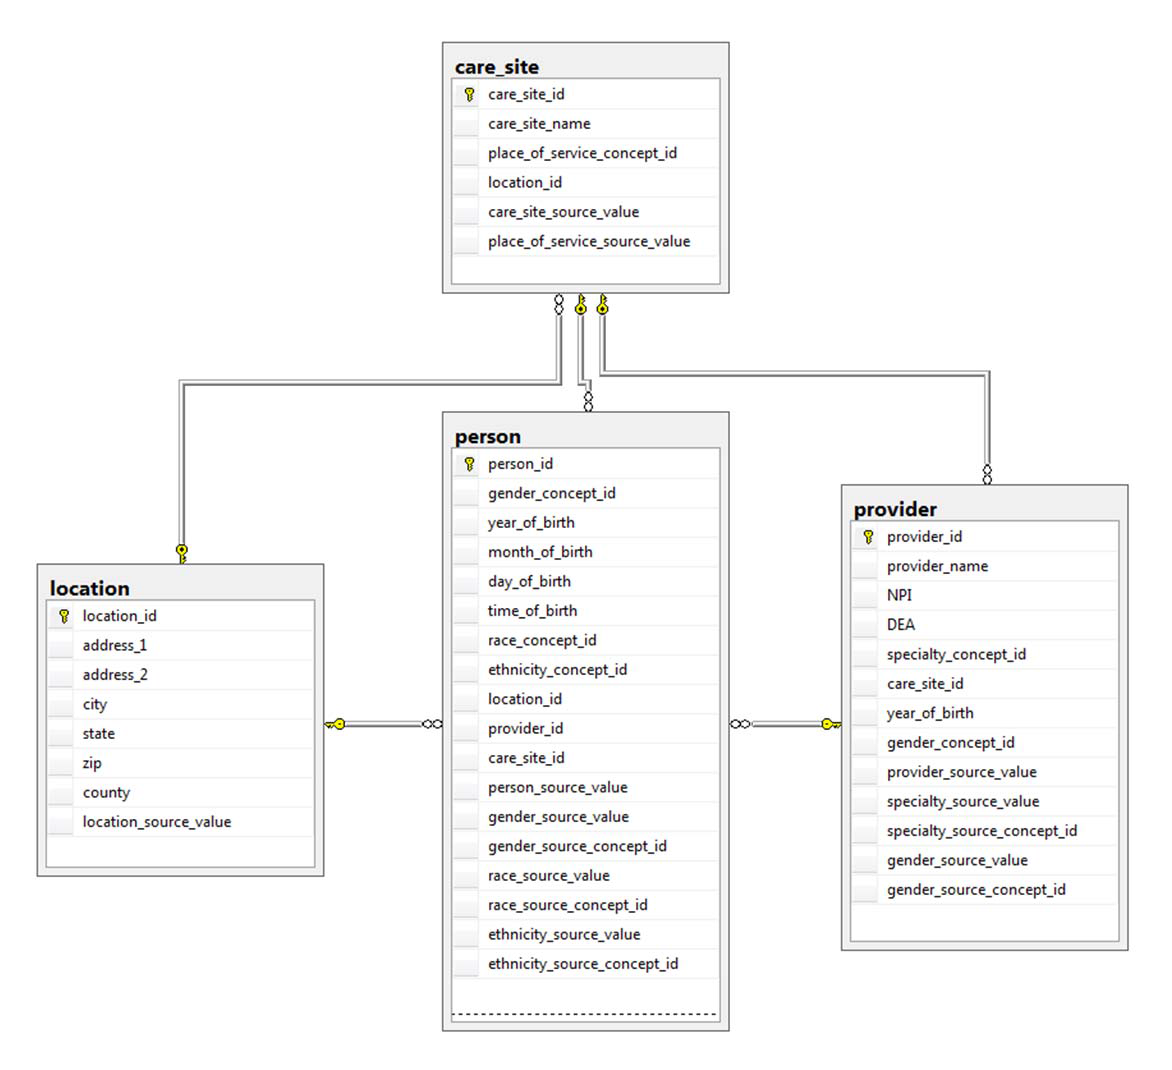 care_site
care_site_id
care_site_name
place_of_service_concept_id
location_id
care_site_source_value
place_of_service_source_value
person
person_id
gender_concept_id
year_of_birth
month_of_birth
day_of_birth
time_of_birth
race_concept_id
ethnicity_concept_id
location_id
provider_id
care_site_id
person_source_value
gender_source_value
gender_source_concept_id
race_source_value
race_source_concept_id
ethnicity_source_value
ethnicity_source_concept_id
provider
provider_id
provider_name
NPI
DEA
specialty_concept_id
care_site_id
year_of_birth
gender_concept_id
provider_source_value
specialty_source_value
specialty_source_concept_id
gender_source_value
gender_source_concept_id
location
location_id
address_1
address_2
city
state
zip
county
location_source_value